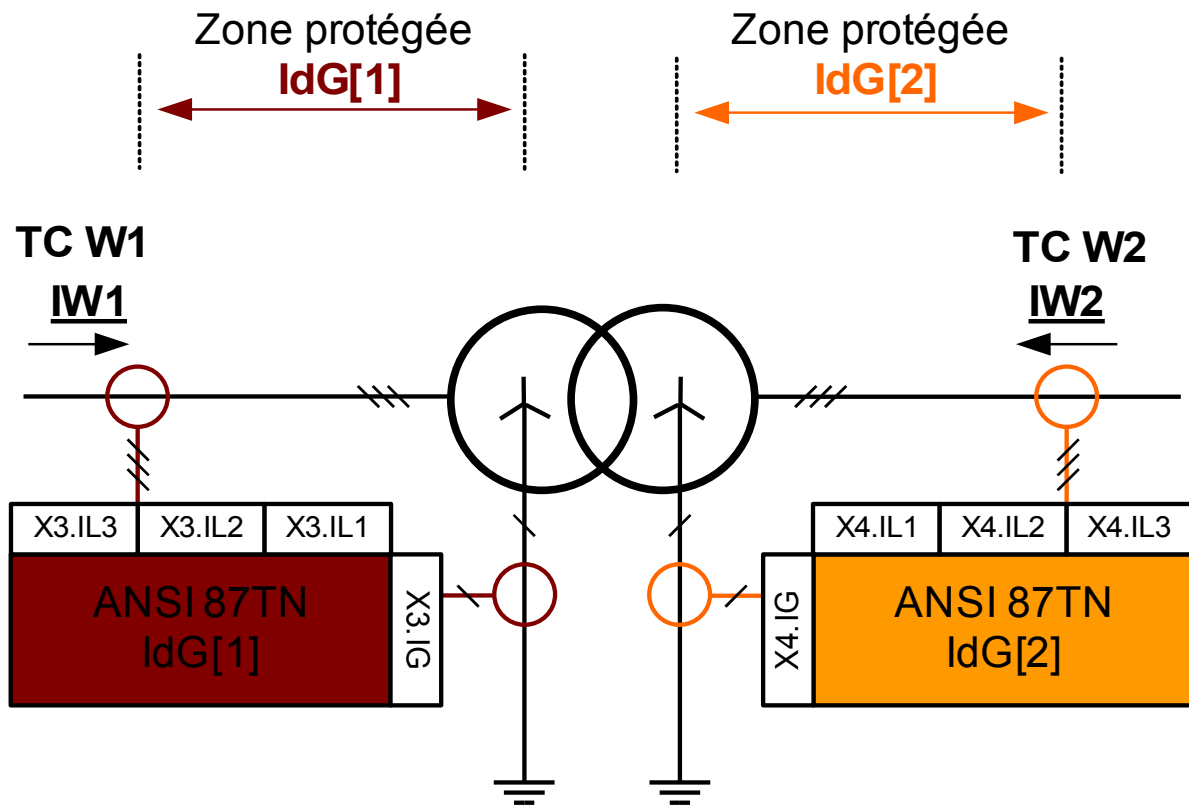 Zone protégée
IdG[1]
Zone protégée
IdG[2]
TC W1
IW1
TC W2
IW2
X3.IL3 X3.IL2 X3.IL1
X4.IL1 X4.IL2 X4.IL3
ANSI 87TN
IdG[1]
X3.IG
X4.IG
ANSI 87TN
IdG[2]